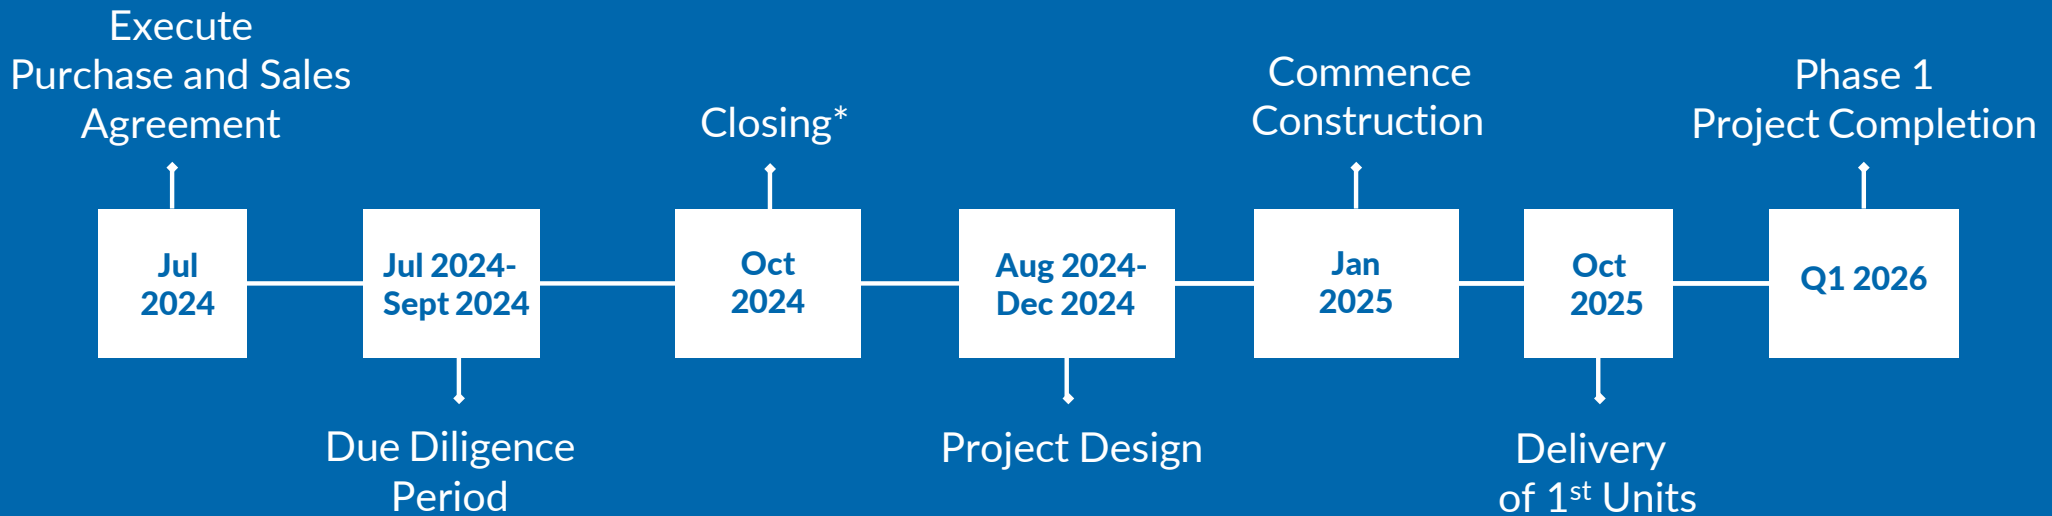 Execute
Purchase and Sales
Agreement
Closing*
Commence
Construction
Phase 1
Project Completion
Jul
2024
Jul 2024-
Sept 2024
Oct
2024
Aug 2024-
Dec 2024
Jan
2025
Oct
2025
Q1 2026
Due Diligence
Period
Project Design
Delivery
of 1st Units